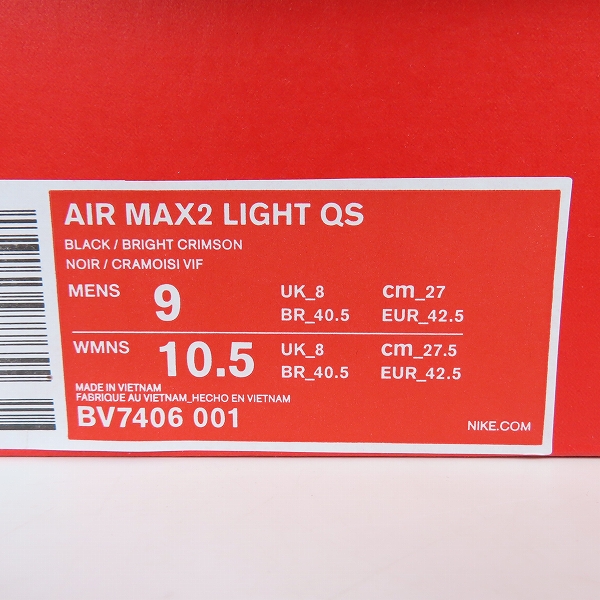 AIR MAX2 LIGHT QS
BLACK / BRIGHT CRIMSON
NOIR / CRAMOISI VIF
MENS 9 UK_8 cm_27
BR_40.5 EUR_42.5
WMNS 10.5 UK_8 cm_27.5
BR_40.5 EUR_42.5
MADE IN VIETNAM
FABRIQUE AU VIETNAM_HECHO EN VIETNAM
BV7406 001 NIKE.COM